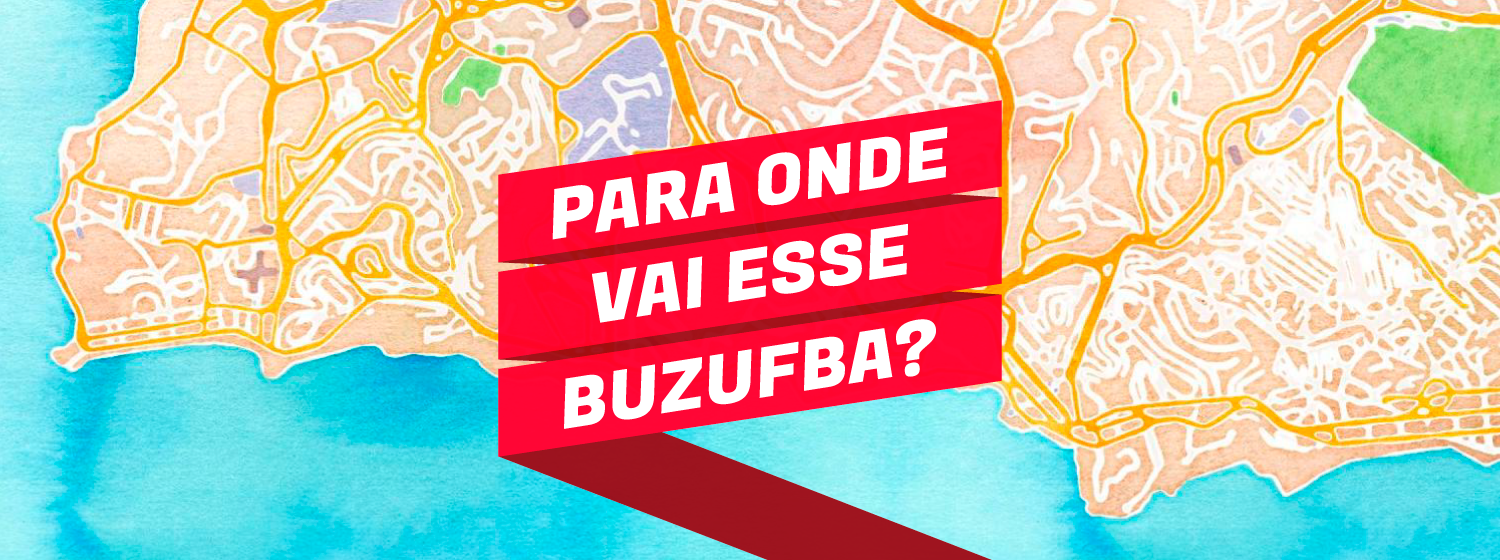 PARA ONDE
VAI ESSE
BUZUFBA?